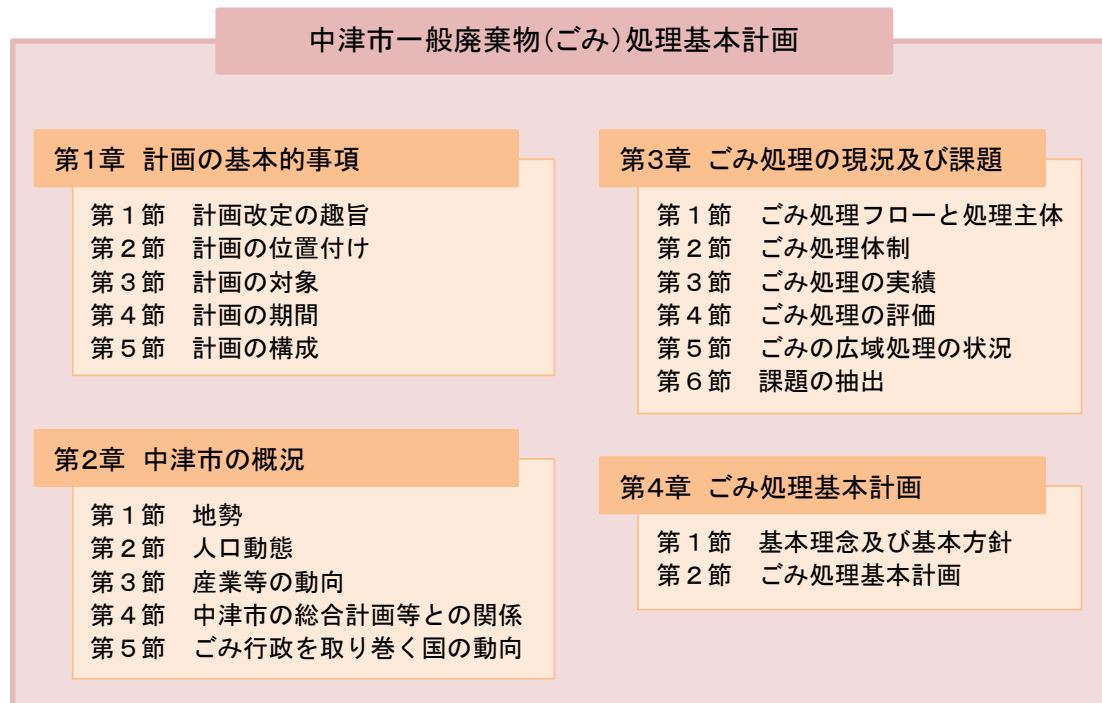 中津市一般廃棄物(ごみ)処理基本計画
第1章 計画の基本的事項
第1節 計画改定の趣旨
第2節 計画の位置付け
第3節 計画の対象
第4節 計画の期間
第5節 計画の構成
第2章 中津市の概況
第1節 地勢
第2節 人口動態
第3節 産業等の動向
第4節 中津市の総合計画等との関係
第5節 ごみ行政を取り巻く国の動向
第3章 ごみ処理の現況及び課題
第1節 ごみ処理フローと処理主体
第2節 ごみ処理体制
第3節 ごみ処理の実績
第4節 ごみ処理の評価
第5節 ごみの広域処理の状況
第6節 課題の抽出
第4章 ごみ処理基本計画
第1節 基本理念及び基本方針
第2節 ごみ処理基本計画